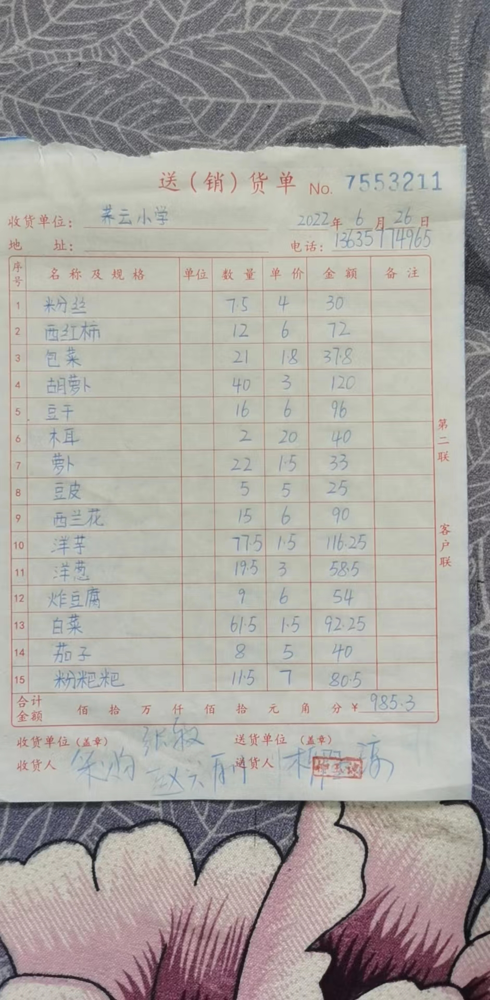 送（销）货单 No. 7553211
收货单位： 荞云小学 2022年 6月 26日
地 址： 电话： 13635774965
序号 名称及规格 单位 数量 单价 金额 备注
1 粉丝 7.5 4 30
2 西红柿 12 6 72
3 包菜 21 1.8 37.8
4 胡萝卜 40 3 120
5 豆干 16 6 96
6 木耳 2 20 40
7 萝卜 22 1.5 33
8 豆皮 5 5 25
9 西兰花 15 6 90
10 洋芋 77.5 1.5 116.25
11 洋葱 19.5 3 58.5
12 炸豆腐 9 6 54
13 白菜 61.5 1.5 92.25
14 茄子 8 5 40
15 粉粑粑 11.5 7 80.5
合计金额 佰 拾 万 仟 佰 拾 元 角 分 ¥ 985.3
收货单位（盖章） 张敏 送货单位（盖章）
收货人 送货人
第二联 客户联